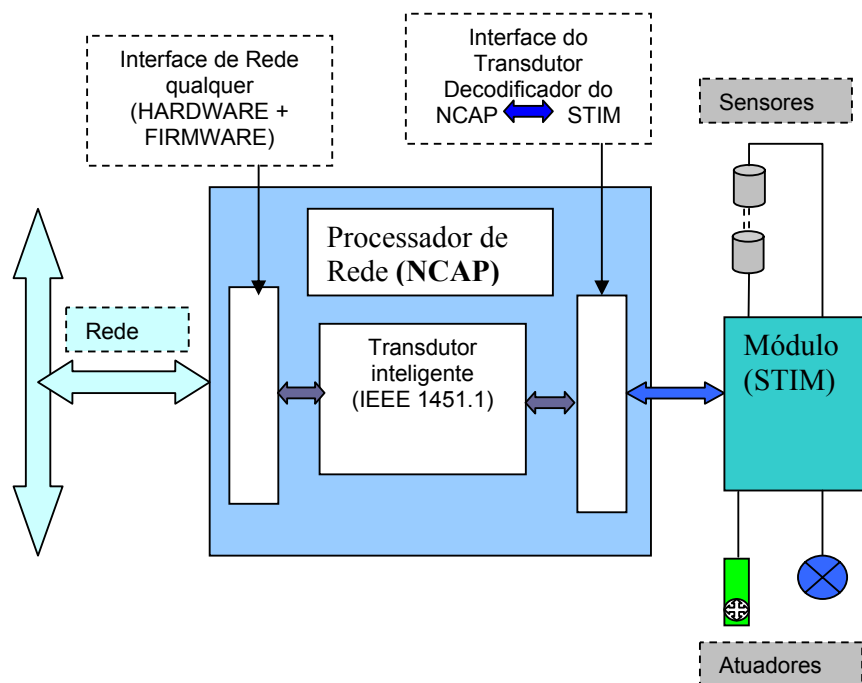 Interface de Rede
qualquer
(HARDWARE +
FIRMWARE)
Interface do
Transdutor
Decodificador do
NCAP STIM
Sensores
Processador de
Rede (NCAP)
Rede
Transdutor
inteligente
(IEEE 1451.1)
Módulo
(STIM)
Atuadores